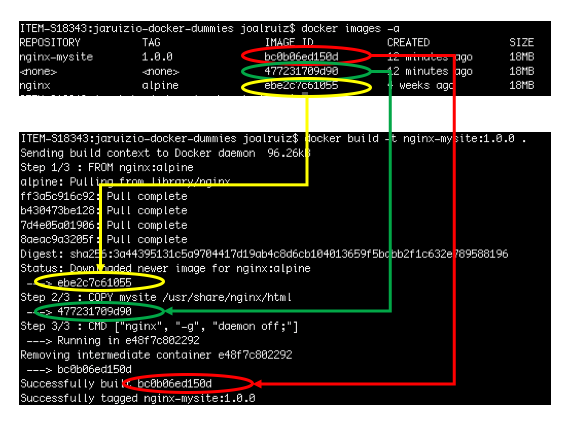 ITEM-S18343:jaruizio-docker-dummies joalruiz$ docker images -a
REPOSITORY TAG IMAGE ID CREATED SIZE
nginx-mysite 1.0.0 bc0b06ed150d 12 minutes ago 18MB
<none> <none> 477231709d90 12 minutes ago 18MB
nginx alpine ebe2c7c61055 4 weeks ago 18MB
ITEM-S18343:jaruizio-docker-dummies joalruiz$ docker build -t nginx-mysite:1.0.0 .
Sending build context to Docker daemon 96.26kB
Step 1/3 : FROM nginx:alpine
alpine: Pulling from library/nginx
ff3a5c916c92: Pull complete
b430473be128: Pull complete
7d4e05a01906: Pull complete
8aeac9a3205f: Pull complete
Digest: 
Status: Downloaded newer image for nginx:alpine
---> ebe2c7c61055
Step 2/3 : COPY mysite /usr/share/nginx/html
---> 477231709d90
Step 3/3 : CMD ["nginx", "-g", "daemon off;"]
---> Running in e48f7c802292
Removing intermediate container e48f7c802292
---> bc0b06ed150d
Successfully built bc0b06ed150d
Successfully tagged nginx-mysite:1.0.0